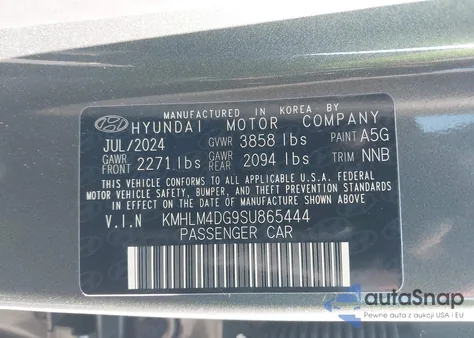 MANUFACTURED IN KOREA BY
HYUNDAI MOTOR COMPANY
JUL/2024 GVWR 3858 lbs PAINT A5G
GAWR FRONT 2271 lbs GAWR REAR 2094 lbs TRIM NNB
THIS VEHICLE CONFORMS TO ALL APPLICABLE U.S.A. FEDERAL
MOTOR VEHICLE SAFETY, BUMPER, AND THEFT PREVENTION
STANDARDS IN EFFECT ON THE DATE OF MANUFACTURE SHOWN ABOVE.
V.I.N KMHLM4DG9SU865444
PASSENGER CAR
autoSnap
Pewne auta z aukcji USA i EU